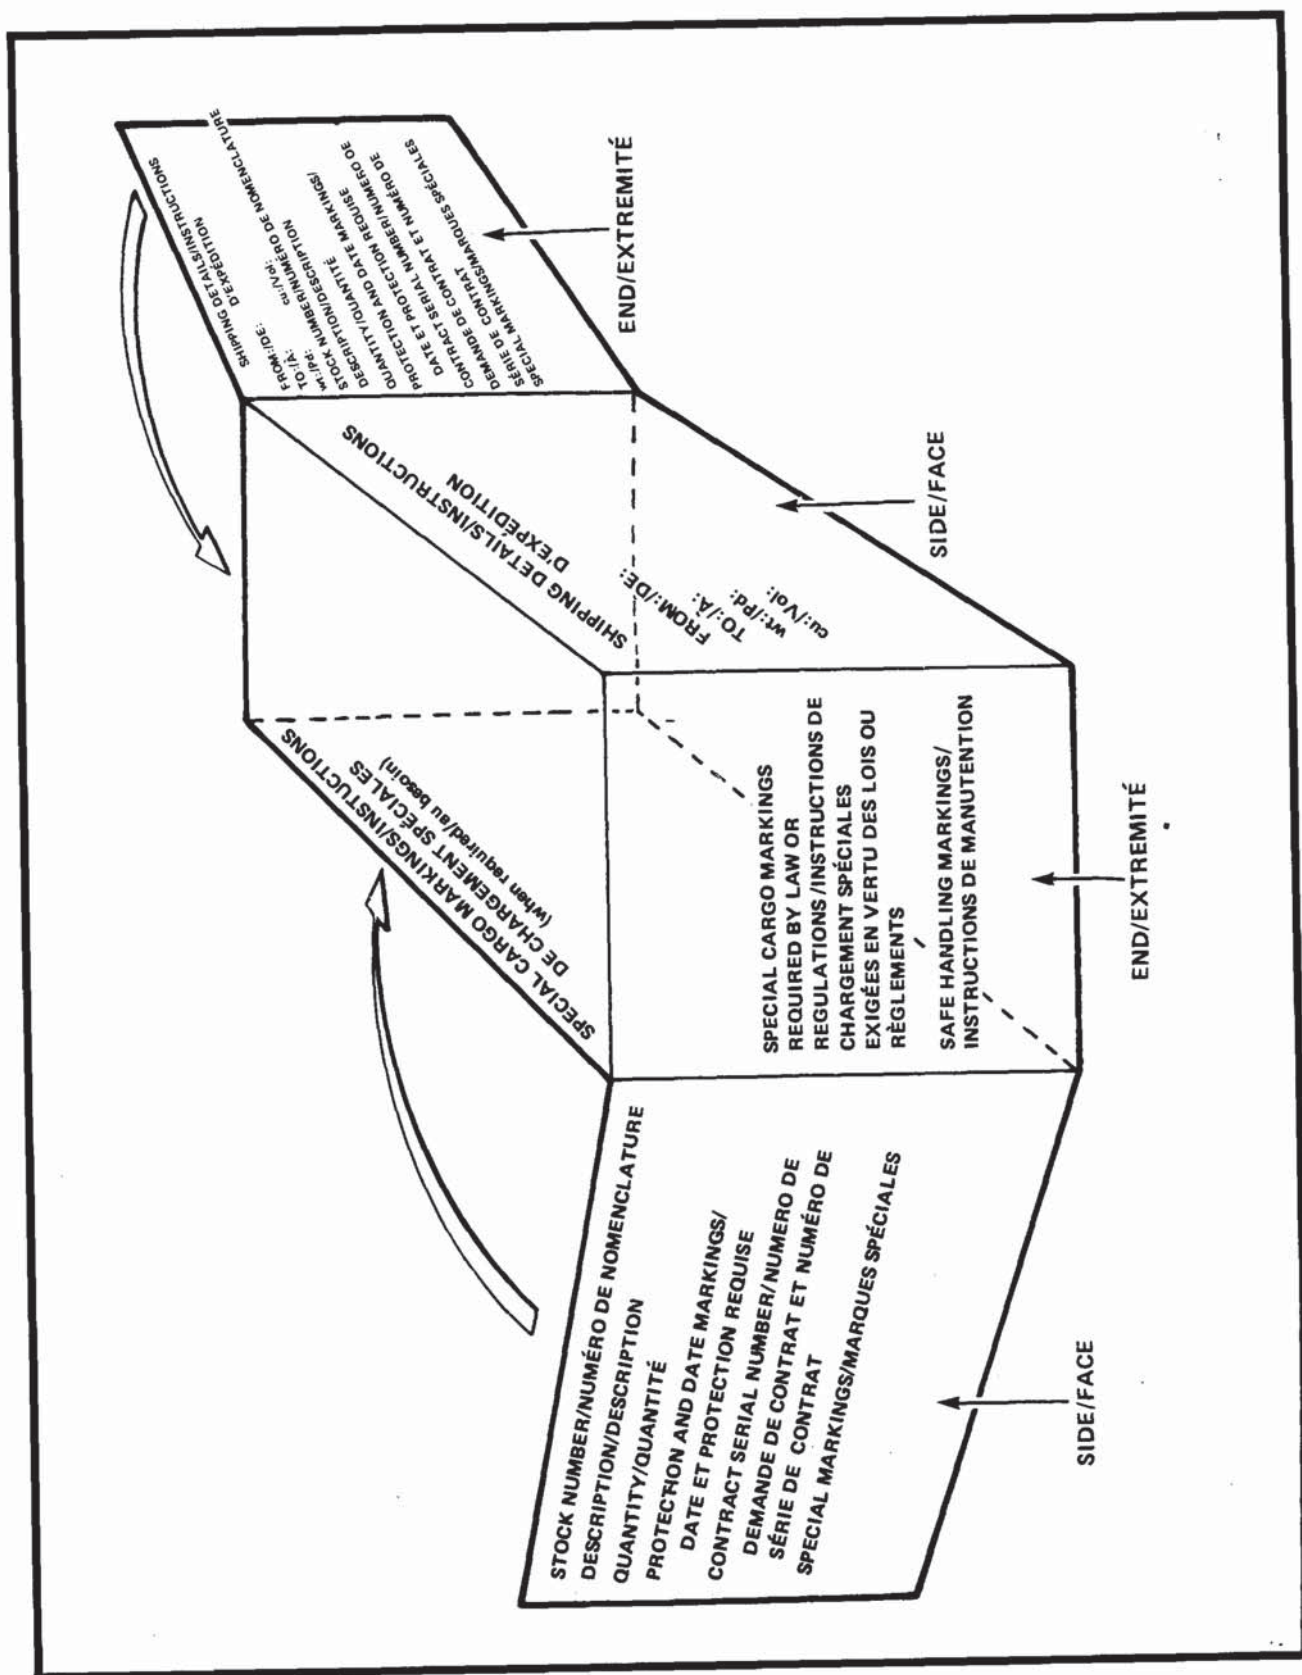 STOCK NUMBER/NUMÉRO DE NOMENCLATURE
DESCRIPTION/DESCRIPTION
QUANTITY/QUANTITÉ
PROTECTION AND DATE MARKINGS/
DATE ET PROTECTION REQUISE
CONTRACT SERIAL NUMBER/NUMERO DE
DEMANDE DE CONTRAT ET NUMÉRO DE
SÉRIE DE CONTRAT
SPECIAL MARKINGS/MARQUES SPÉCIALES
SIDE/FACE
SPECIAL CARGO MARKINGS/INSTUCTIONS
DE CHARGEMENT SPÉCIALES
(when required/au besoin)
SPECIAL CARGO MARKINGS
REQUIRED BY LAW OR
REGULATIONS/INSTRUCTIONS DE
CHARGEMENT SPÉCIALES
EXIGÉES EN VERTU DES LOIS OU
RÈGLEMENTS
SAFE HANDLING MARKINGS/
INSTRUCTIONS DE MANUTENTION
END/EXTREMITÉ
SHIPPING DETAILS/INSTRUCTIONS
D'EXPÉDITION
FROM:/DE:
TO:/À:
wt:/Pd:
cu:/Vol:
SIDE/FACE
SHIPPING DETAILS/INSTRUCTIONS
D'EXPÉDITION
FROM:/DE:
TO:/À:
wt:/Pd: cu:/Vol:
STOCK NUMBER/NUMÉRO DE NOMENCLATURE
DESCRIPTION/DESCRIPTION
QUANTITY/QUANTITÉ
PROTECTION AND DATE MARKINGS/
DATE ET PROTECTION REQUISE
CONTRACT SERIAL NUMBER/NUMERO DE
DEMANDE DE CONTRAT ET NUMÉRO DE
SÉRIE DE CONTRAT
SPECIAL MARKINGS/MARQUES SPÉCIALES
END/EXTREMITÉ